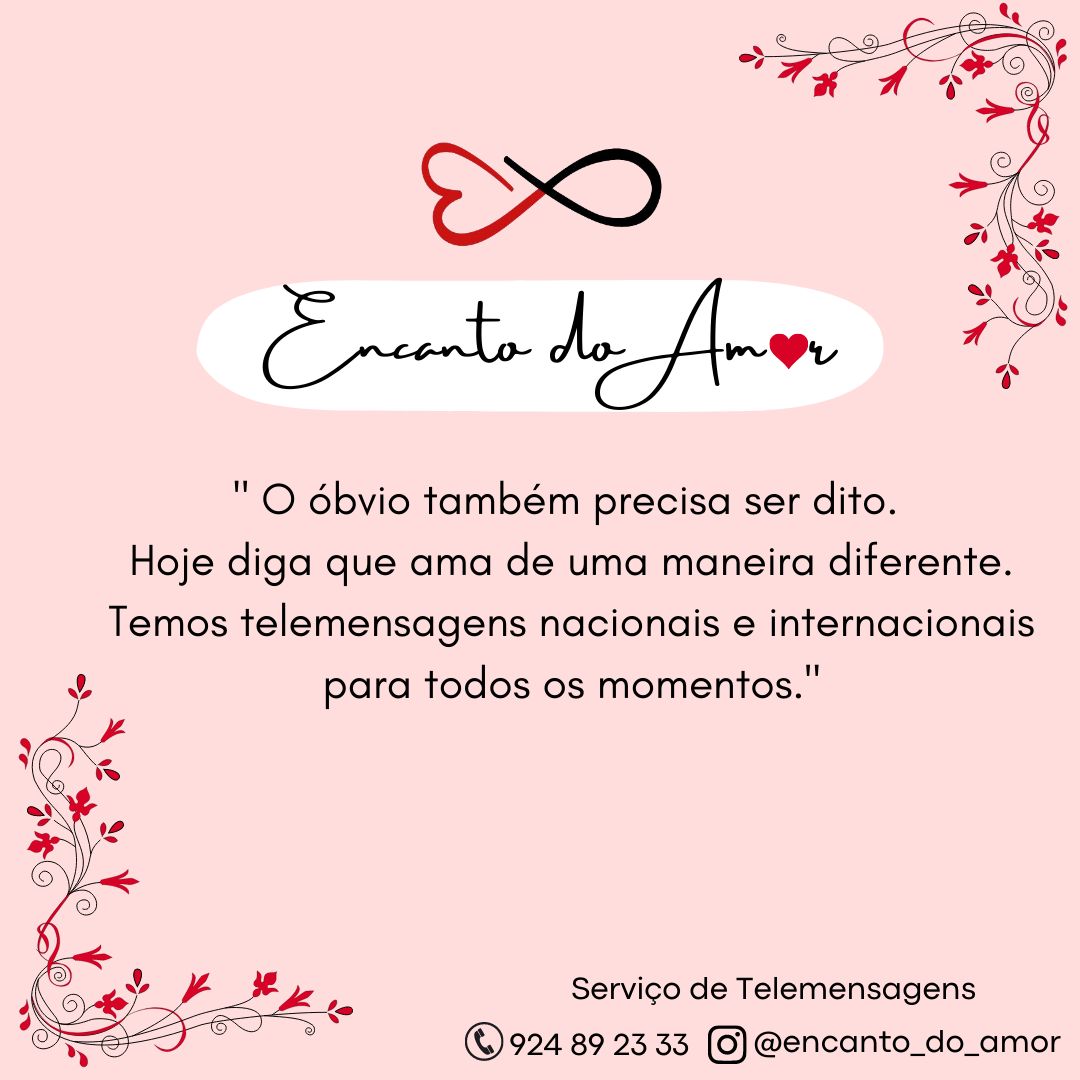 Encanto do Amor
" O óbvio também precisa ser dito.
Hoje diga que ama de uma maneira diferente.
Temos telemensagens nacionais e internacionais
para todos os momentos."
Serviço de Telemensagens
924 89 23 33 @encanto_do_amor